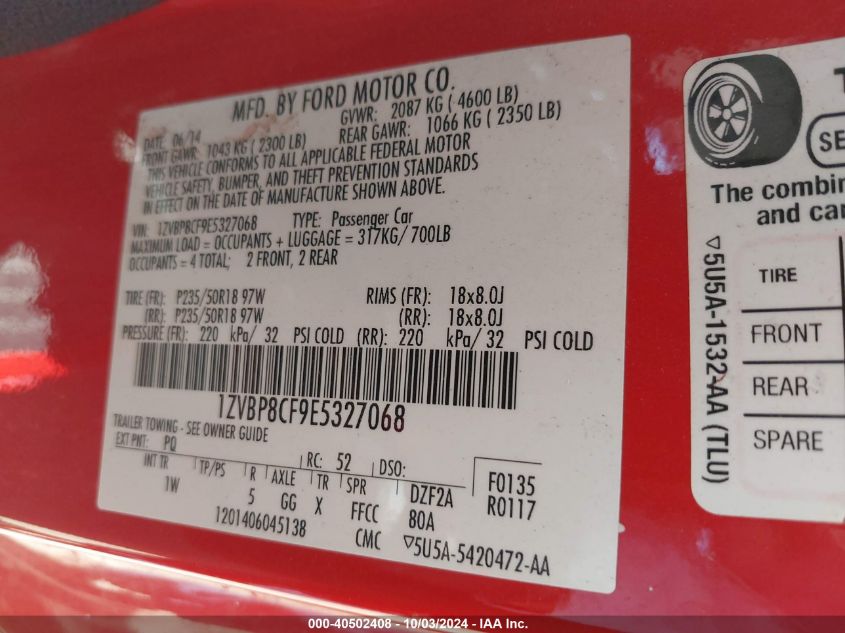 MFD. BY FORD MOTOR CO.
DATE 06/14 GVWR: 2087 KG ( 4600 LB)
FRONT GAWR: 1043 KG ( 2300 LB) REAR GAWR: 1066 KG ( 2350 LB)
THIS VEHICLE CONFORMS TO ALL APPLICABLE FEDERAL MOTOR
VEHICLE SAFETY, BUMPER, AND THEFT PREVENTION STANDARDS
IN EFFECT ON THE DATE OF MANUFACTURE SHOWN ABOVE.
VIN: 1ZVBP8CF9E5327068 TYPE: Passenger Car
MAXIMUM LOAD = OCCUPANTS + LUGGAGE = 317KG/ 700LB
OCCUPANTS = 4 TOTAL; 2 FRONT, 2 REAR
TIRE (FR): P235/50R18 97W RIMS (FR): 18x8.0J
(RR): P235/50R18 97W (RR): 18x8.0J
PRESSURE (FR): 220 kPa/ 32 PSI COLD (RR): 220 kPa/ 32 PSI COLD
1ZVBP8CF9E5327068
TRAILER TOWING - SEE OWNER GUIDE
EXT PNT: PQ RC: 52 DSO:
INT TR TP/PS R AXLE TR SPR DZF2A F0135
1W 5 GG X FFCC 80A R0117
1201406045138 CMC ▽5U5A-5420472-AA
T
SE
The combin
and car
▽5U5A-1532-AA (TLU)
TIRE
FRONT
REAR
SPARE
000-40502408 - 10/03/2024 - IAA Inc.